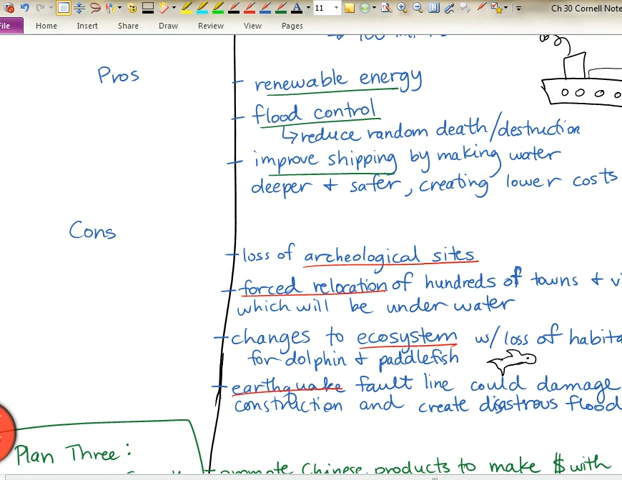 11
Ch 30 Cornell Note
File
Home
Insert
Draw
Review
View
Pages
Pros
- renewable energy
- flood control
↳ reduce random death/destruction
- improve shipping by making water
deeper + safer, creating lower costs
Cons
- loss of archeological sites
- forced relocation of hundreds of towns +
which will be under water
- changes to ecosystem w/ loss of habita
for dolphin + paddlefish
- earthquake fault line could damage
construction and create disastrous flood
Plan Three:
promote Chinese products to make $ with